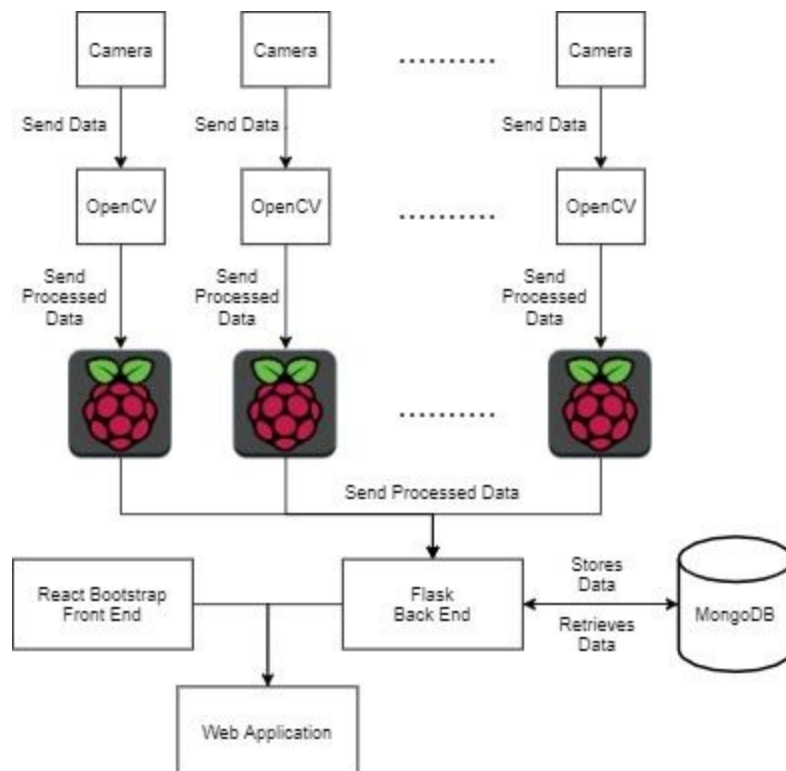 Camera
Camera
..........
Camera
Send Data
Send Data
Send Data
OpenCV
OpenCV
..........
OpenCV
Send
Processed
Data
Send
Processed
Data
Send
Processed
Data
..........
Send Processed Data
React Bootstrap
Front End
Flask
Back End
Stores
Data
Retrieves
Data
MongoDB
Web Application